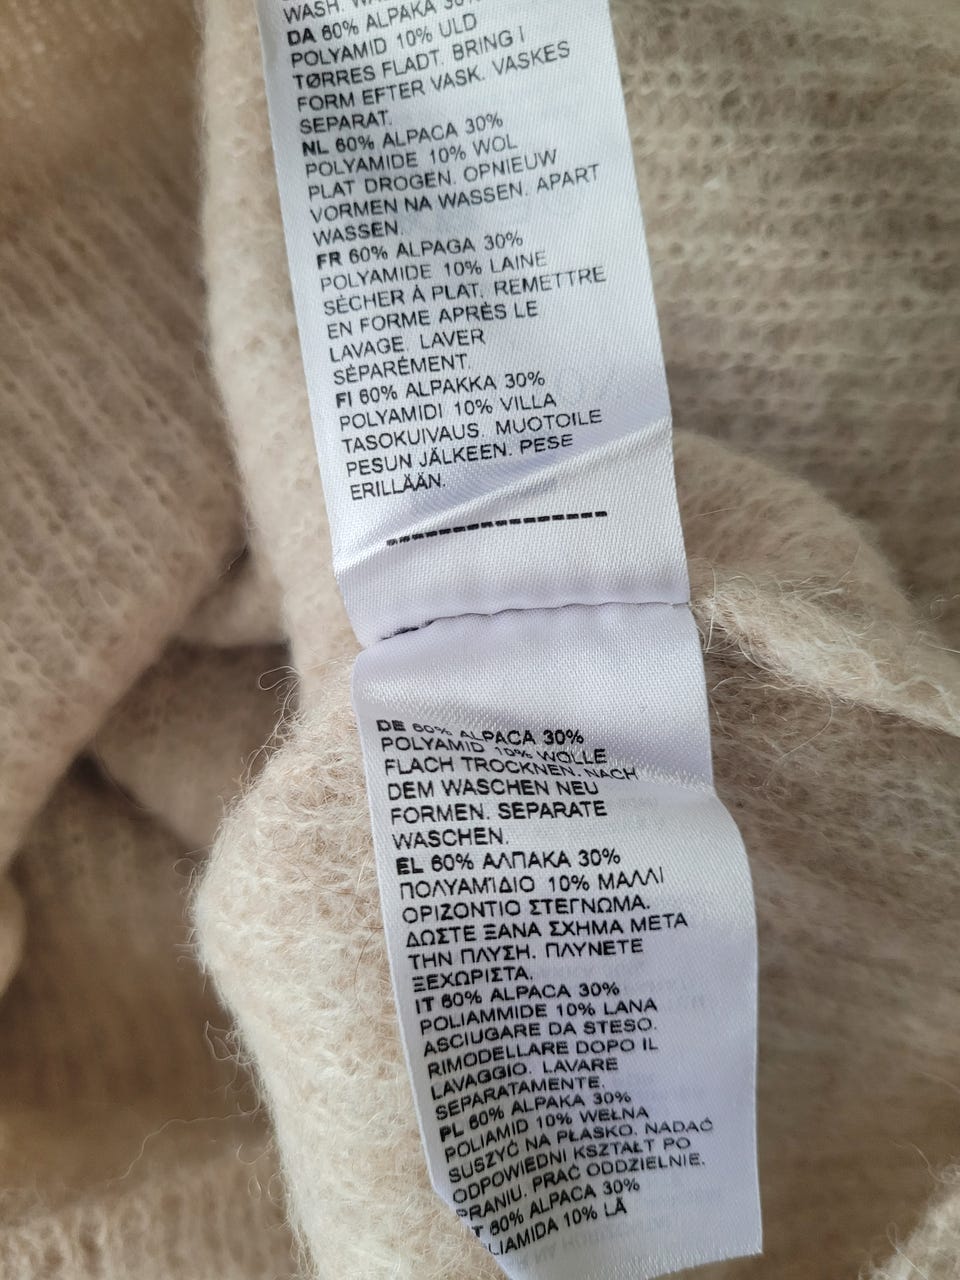 WASH.
DA 60% ALPAKA 30%
POLYAMID 10% ULD
TØRRES FLADT. BRING I
FORM EFTER VASK. VASKES
SEPARAT.
NL 60% ALPACA 30%
POLYAMIDE 10% WOL
PLAT DROGEN. OPNIEUW
VORMEN NA WASSEN. APART
WASSEN.
FR 60% ALPAGA 30%
POLYAMIDE 10% LAINE
SÉCHER À PLAT, REMETTRE
EN FORME APRÈS LE
LAVAGE. LAVER
SÉPARÉMENT.
FI 60% ALPAKKA 30%
POLYAMIDI 10% VILLA
TASOKUIVAUS MUOTOILE
PESUN JÄLKEEN. PESE
ERILLÄÄN.
DE 60% ALPACA 30%
POLYAMID 10% WOLLE
FLACH TROCKNEN. NACH
DEM WASCHEN NEU
FORMEN. SEPARATE
WASCHEN.
EL 60% ΑΛΠΑΚΑ 30%
ΠΟΛΥΑΜΊΔΙΟ 10% ΜΑΛΛΙ
ΟΡΙΖΟΝΤΙΟ ΣΤΕΓΝΩΜΑ.
ΔΩΣΤΕ ΞΑΝΑ ΣΧΗΜΑ ΜΕΤΑ
ΤΗΝ ΠΛΥΣΗ. ΠΛΥΝΕΤΕ
ΞΕΧΩΡΙΣΤΑ.
IT 60% ALPACA 30%
POLIAMMIDE 10% LANA
ASCIUGARE DA STESO.
RIMODELLARE DOPO IL
LAVAGGIO. LAVARE
SEPARATAMENTE.
PL 60% ALPAKA 30%
POLIAMID 10% WEŁNA
SUSZYĆ NA PŁASKO. NADAĆ
ODPOWIEDNI KSZTAŁT PO
PRANIU. PRAĆ ODDZIELNIE.
T 60% ALPACA 30%
LIAMIDA 10% LÃ